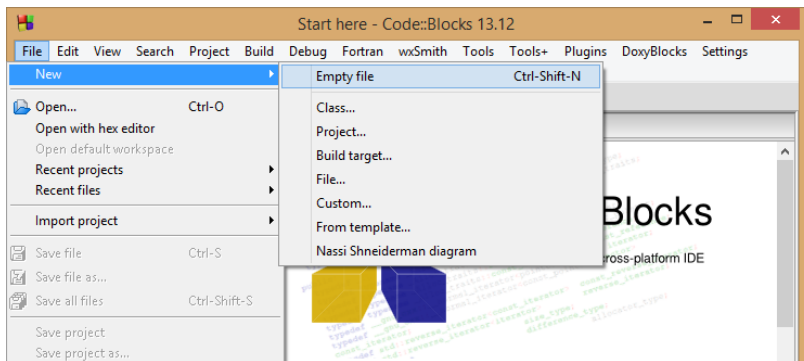 Start here - Code::Blocks 13.12
File Edit View Search Project Build Debug Fortran wxSmith Tools Tools+ Plugins DoxyBlocks Settings
New
Empty file Ctrl-Shift-N
Open... Ctrl-O
Open with hex editor
Open default workspace
Recent projects
Recent files
Import project
Save file Ctrl-S
Save file as...
Save all files Ctrl-Shift-S
Save project
Save project as...
Class...
Project...
Build target...
File...
Custom...
From template...
Nassi Shneiderman diagram
Blocks
ross-platform IDE